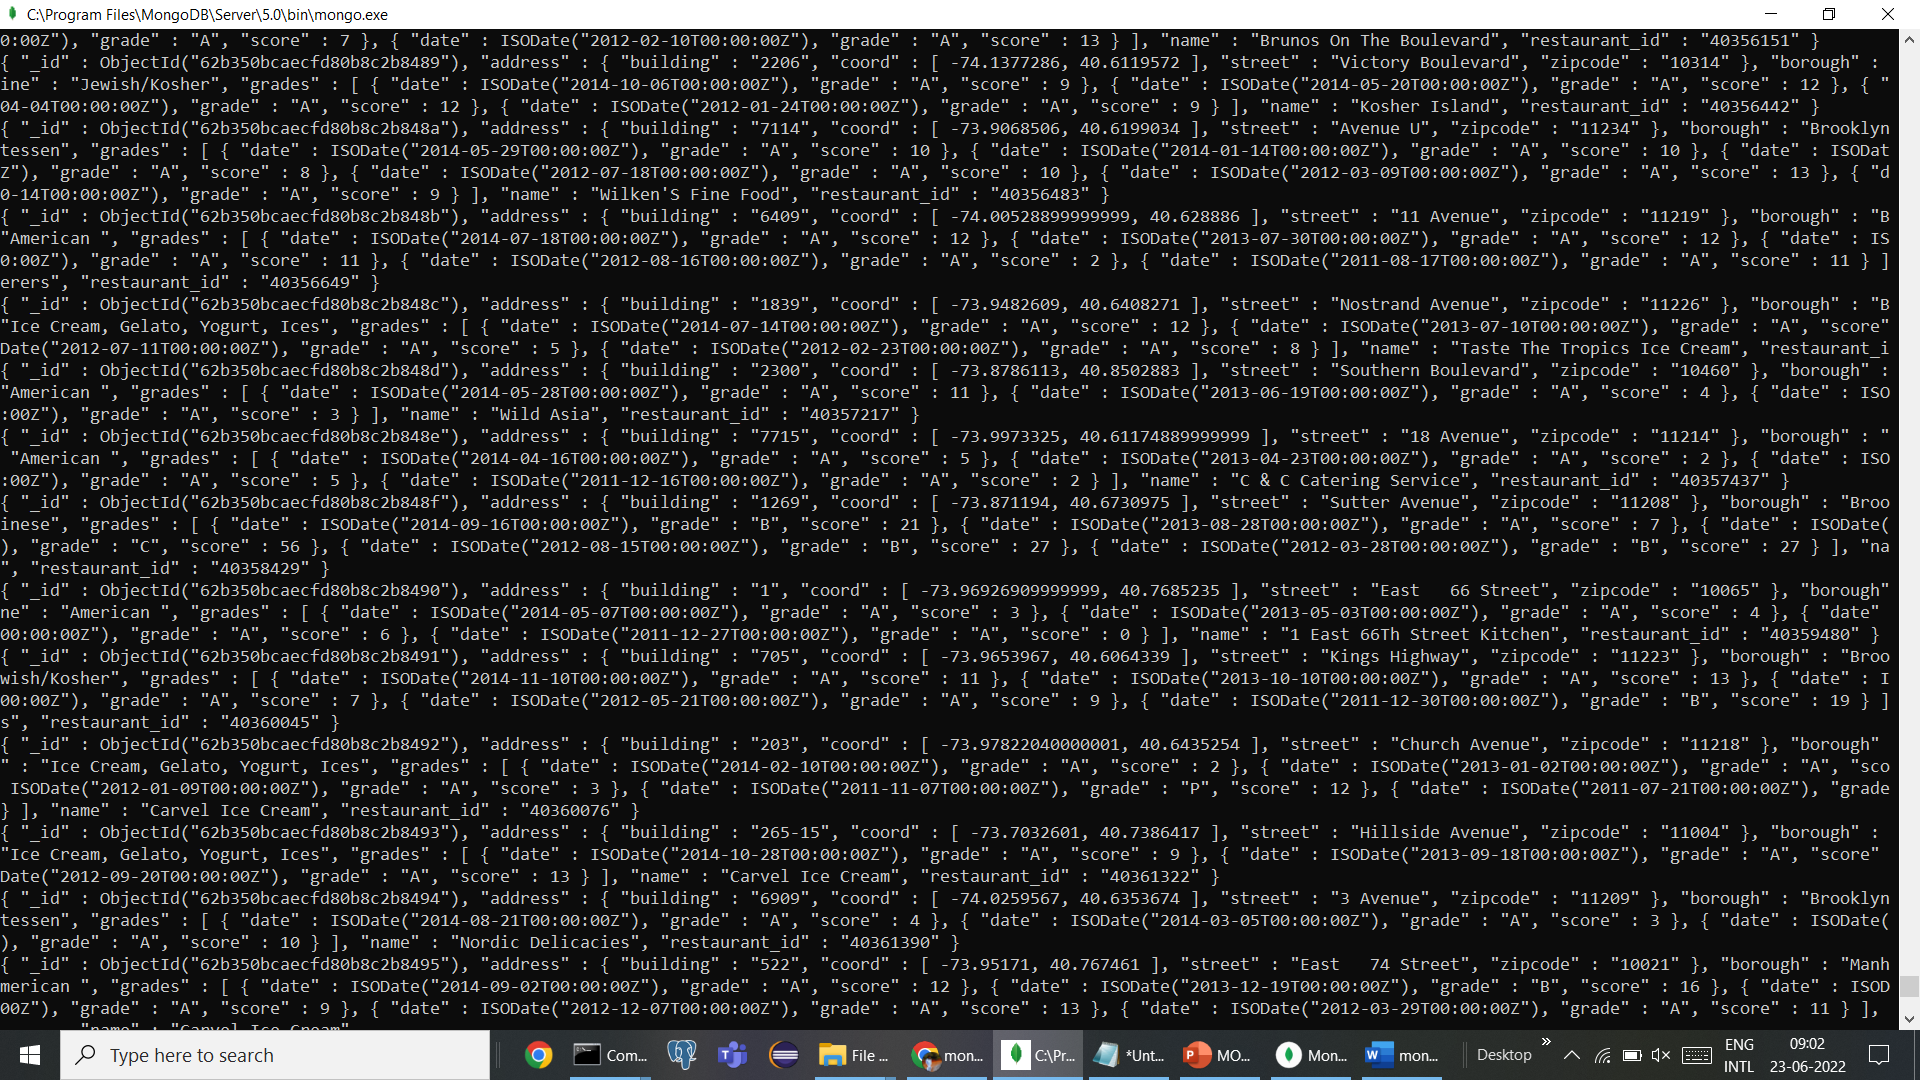 C:\Program Files\MongoDB\Server\5.0\bin\mongo.exe
0:00Z"), "grade" : "A", "score" : 7 }, { "date" : ISODate("2012-02-10T00:00:00Z"), "grade" : "A", "score" : 13 } ], "name" : "Brunos On The Boulevard", "restaurant_id" : "40356151" }
{ "_id" : ObjectId("62b350bcaecfd80b8c2b8489"), "address" : { "building" : "2206", "coord" : [ -74.1377286, 40.6119572 ], "street" : "Victory Boulevard", "zipcode" : "10314" }, "borough" :
ine" : "Jewish/Kosher", "grades" : [ { "date" : ISODate("2014-10-06T00:00:00Z"), "grade" : "A", "score" : 9 }, { "date" : ISODate("2014-05-20T00:00:00Z"), "grade" : "A", "score" : 12 }, { "
04-04T00:00:00Z"), "grade" : "A", "score" : 12 }, { "date" : ISODate("2012-01-24T00:00:00Z"), "grade" : "A", "score" : 9 } ], "name" : "Kosher Island", "restaurant_id" : "40356442" }
{ "_id" : ObjectId("62b350bcaecfd80b8c2b848a"), "address" : { "building" : "7114", "coord" : [ -73.9068506, 40.6199034 ], "street" : "Avenue U", "zipcode" : "11234" }, "borough" : "Brooklyn
tessen", "grades" : [ { "date" : ISODate("2014-05-29T00:00:00Z"), "grade" : "A", "score" : 10 }, { "date" : ISODate("2014-01-14T00:00:00Z"), "grade" : "A", "score" : 10 }, { "date" : ISODat
Z"), "grade" : "A", "score" : 8 }, { "date" : ISODate("2012-07-18T00:00:00Z"), "grade" : "A", "score" : 10 }, { "date" : ISODate("2012-03-09T00:00:00Z"), "grade" : "A", "score" : 13 }, { "d
0-14T00:00:00Z"), "grade" : "A", "score" : 9 } ], "name" : "Wilken'S Fine Food", "restaurant_id" : "40356483" }
{ "_id" : ObjectId("62b350bcaecfd80b8c2b848b"), "address" : { "building" : "6409", "coord" : [ -74.00528899999999, 40.628886 ], "street" : "11 Avenue", "zipcode" : "11219" }, "borough" : "B
"American ", "grades" : [ { "date" : ISODate("2014-07-18T00:00:00Z"), "grade" : "A", "score" : 12 }, { "date" : ISODate("2013-07-30T00:00:00Z"), "grade" : "A", "score" : 12 }, { "date" : IS
0:00Z"), "grade" : "A", "score" : 11 }, { "date" : ISODate("2012-08-16T00:00:00Z"), "grade" : "A", "score" : 2 }, { "date" : ISODate("2011-08-17T00:00:00Z"), "grade" : "A", "score" : 11 } ]
erers", "restaurant_id" : "40356649" }
{ "_id" : ObjectId("62b350bcaecfd80b8c2b848c"), "address" : { "building" : "1839", "coord" : [ -73.9482609, 40.6408271 ], "street" : "Nostrand Avenue", "zipcode" : "11226" }, "borough" : "B
"Ice Cream, Gelato, Yogurt, Ices", "grades" : [ { "date" : ISODate("2014-07-14T00:00:00Z"), "grade" : "A", "score" : 12 }, { "date" : ISODate("2013-07-10T00:00:00Z"), "grade" : "A", "score"
Date("2012-07-11T00:00:00Z"), "grade" : "A", "score" : 5 }, { "date" : ISODate("2012-02-23T00:00:00Z"), "grade" : "A", "score" : 8 } ], "name" : "Taste The Tropics Ice Cream", "restaurant_i
{ "_id" : ObjectId("62b350bcaecfd80b8c2b848d"), "address" : { "building" : "2300", "coord" : [ -73.8786113, 40.8502883 ], "street" : "Southern Boulevard", "zipcode" : "10460" }, "borough" :
"American ", "grades" : [ { "date" : ISODate("2014-05-28T00:00:00Z"), "grade" : "A", "score" : 11 }, { "date" : ISODate("2013-06-19T00:00:00Z"), "grade" : "A", "score" : 4 }, { "date" : ISO
:00Z"), "grade" : "A", "score" : 3 } ], "name" : "Wild Asia", "restaurant_id" : "40357217" }
{ "_id" : ObjectId("62b350bcaecfd80b8c2b848e"), "address" : { "building" : "7715", "coord" : [ -73.9973325, 40.61174889999999 ], "street" : "18 Avenue", "zipcode" : "11214" }, "borough" : "
"American ", "grades" : [ { "date" : ISODate("2014-04-16T00:00:00Z"), "grade" : "A", "score" : 5 }, { "date" : ISODate("2013-04-23T00:00:00Z"), "grade" : "A", "score" : 2 }, { "date" : ISO
:00Z"), "grade" : "A", "score" : 5 }, { "date" : ISODate("2011-12-16T00:00:00Z"), "grade" : "A", "score" : 2 } ], "name" : "C & C Catering Service", "restaurant_id" : "40357437" }
{ "_id" : ObjectId("62b350bcaecfd80b8c2b848f"), "address" : { "building" : "1269", "coord" : [ -73.871194, 40.6730975 ], "street" : "Sutter Avenue", "zipcode" : "11208" }, "borough" : "Broo
inese", "grades" : [ { "date" : ISODate("2014-09-16T00:00:00Z"), "grade" : "B", "score" : 21 }, { "date" : ISODate("2013-08-28T00:00:00Z"), "grade" : "A", "score" : 7 }, { "date" : ISODate(
), "grade" : "C", "score" : 56 }, { "date" : ISODate("2012-08-15T00:00:00Z"), "grade" : "B", "score" : 27 }, { "date" : ISODate("2012-03-28T00:00:00Z"), "grade" : "B", "score" : 27 } ], "na
", "restaurant_id" : "40358429" }
{ "_id" : ObjectId("62b350bcaecfd80b8c2b8490"), "address" : { "building" : "1", "coord" : [ -73.96926909999999, 40.7685235 ], "street" : "East   66 Street", "zipcode" : "10065" }, "borough"
ne" : "American ", "grades" : [ { "date" : ISODate("2014-05-07T00:00:00Z"), "grade" : "A", "score" : 3 }, { "date" : ISODate("2013-05-03T00:00:00Z"), "grade" : "A", "score" : 4 }, { "date"
00:00:00Z"), "grade" : "A", "score" : 6 }, { "date" : ISODate("2011-12-27T00:00:00Z"), "grade" : "A", "score" : 0 } ], "name" : "1 East 66Th Street Kitchen", "restaurant_id" : "40359480" }
{ "_id" : ObjectId("62b350bcaecfd80b8c2b8491"), "address" : { "building" : "705", "coord" : [ -73.9653967, 40.6064339 ], "street" : "Kings Highway", "zipcode" : "11223" }, "borough" : "Broo
wish/Kosher", "grades" : [ { "date" : ISODate("2014-11-10T00:00:00Z"), "grade" : "A", "score" : 11 }, { "date" : ISODate("2013-10-10T00:00:00Z"), "grade" : "A", "score" : 13 }, { "date" : I
00:00Z"), "grade" : "A", "score" : 7 }, { "date" : ISODate("2012-05-21T00:00:00Z"), "grade" : "A", "score" : 9 }, { "date" : ISODate("2011-12-30T00:00:00Z"), "grade" : "B", "score" : 19 } ]
s", "restaurant_id" : "40360045" }
{ "_id" : ObjectId("62b350bcaecfd80b8c2b8492"), "address" : { "building" : "203", "coord" : [ -73.97822040000001, 40.6435254 ], "street" : "Church Avenue", "zipcode" : "11218" }, "borough"
" : "Ice Cream, Gelato, Yogurt, Ices", "grades" : [ { "date" : ISODate("2014-02-10T00:00:00Z"), "grade" : "A", "score" : 2 }, { "date" : ISODate("2013-01-02T00:00:00Z"), "grade" : "A", "sco
ISODate("2012-01-09T00:00:00Z"), "grade" : "A", "score" : 3 }, { "date" : ISODate("2011-11-07T00:00:00Z"), "grade" : "P", "score" : 12 }, { "date" : ISODate("2011-07-21T00:00:00Z"), "grade
} ], "name" : "Carvel Ice Cream", "restaurant_id" : "40360076" }
{ "_id" : ObjectId("62b350bcaecfd80b8c2b8493"), "address" : { "building" : "265-15", "coord" : [ -73.7032601, 40.7386417 ], "street" : "Hillside Avenue", "zipcode" : "11004" }, "borough" :
"Ice Cream, Gelato, Yogurt, Ices", "grades" : [ { "date" : ISODate("2014-10-28T00:00:00Z"), "grade" : "A", "score" : 9 }, { "date" : ISODate("2013-09-18T00:00:00Z"), "grade" : "A", "score"
Date("2012-09-20T00:00:00Z"), "grade" : "A", "score" : 13 } ], "name" : "Carvel Ice Cream", "restaurant_id" : "40361322" }
{ "_id" : ObjectId("62b350bcaecfd80b8c2b8494"), "address" : { "building" : "6909", "coord" : [ -74.0259567, 40.6353674 ], "street" : "3 Avenue", "zipcode" : "11209" }, "borough" : "Brooklyn
tessen", "grades" : [ { "date" : ISODate("2014-08-21T00:00:00Z"), "grade" : "A", "score" : 4 }, { "date" : ISODate("2014-03-05T00:00:00Z"), "grade" : "A", "score" : 3 }, { "date" : ISODate(
), "grade" : "A", "score" : 10 } ], "name" : "Nordic Delicacies", "restaurant_id" : "40361390" }
{ "_id" : ObjectId("62b350bcaecfd80b8c2b8495"), "address" : { "building" : "522", "coord" : [ -73.95171, 40.767461 ], "street" : "East   74 Street", "zipcode" : "10021" }, "borough" : "Manh
merican ", "grades" : [ { "date" : ISODate("2014-09-02T00:00:00Z"), "grade" : "A", "score" : 12 }, { "date" : ISODate("2013-12-19T00:00:00Z"), "grade" : "B", "score" : 16 }, { "date" : ISOD
00Z"), "grade" : "A", "score" : 9 }, { "date" : ISODate("2012-12-07T00:00:00Z"), "grade" : "A", "score" : 13 }, { "date" : ISODate("2012-03-29T00:00:00Z"), "grade" : "A", "score" : 11 } ],
Type here to search
Com...
File ...
mon...
C:\Pr...
*Unt...
MO...
Mon...
mon...
Desktop
ENG
INTL
09:02
23-06-2022